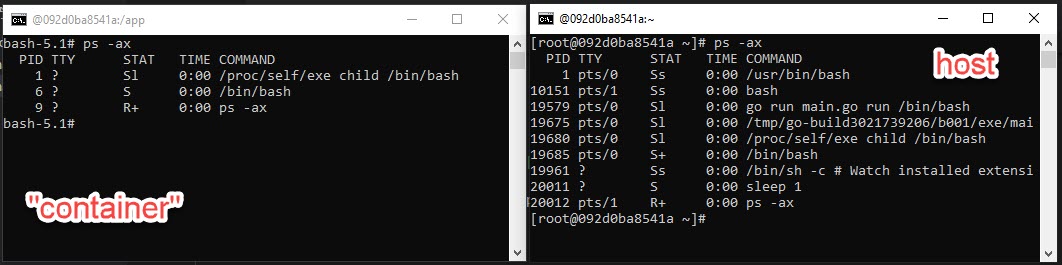 @092d0ba8541a:/app
bash-5.1# ps -ax
PID TTY STAT TIME COMMAND
1 ? Sl 0:00 /proc/self/exe child /bin/bash
6 ? S 0:00 /bin/bash
9 ? R+ 0:00 ps -ax
bash-5.1#
"container"
@092d0ba8541a:~
[root@092d0ba8541a ~]# ps -ax
PID TTY STAT TIME COMMAND
1 pts/0 Ss 0:00 /usr/bin/bash
10151 pts/1 Ss 0:00 bash
19579 pts/0 Sl 0:00 go run main.go run /bin/bash
19675 pts/0 Sl 0:00 /tmp/go-build3021739206/b001/exe/mai
19680 pts/0 Sl 0:00 /proc/self/exe child /bin/bash
19685 pts/0 S+ 0:00 /bin/bash
19961 ? Ss 0:00 /bin/sh -c # Watch installed extensi
20011 ? S 0:00 sleep 1
20012 pts/1 R+ 0:00 ps -ax
[root@092d0ba8541a ~]#
host